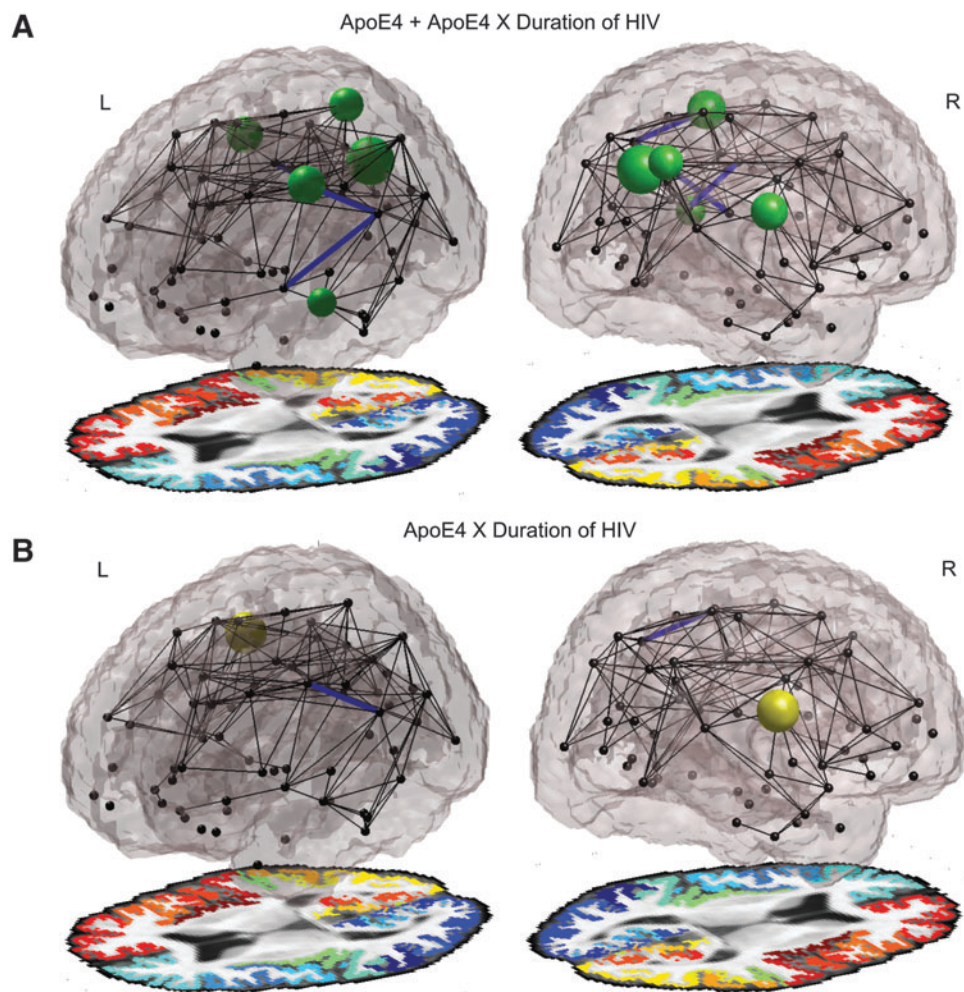 A
ApoE4 + ApoE4 X Duration of HIV
L
R
B
ApoE4 X Duration of HIV
L
R